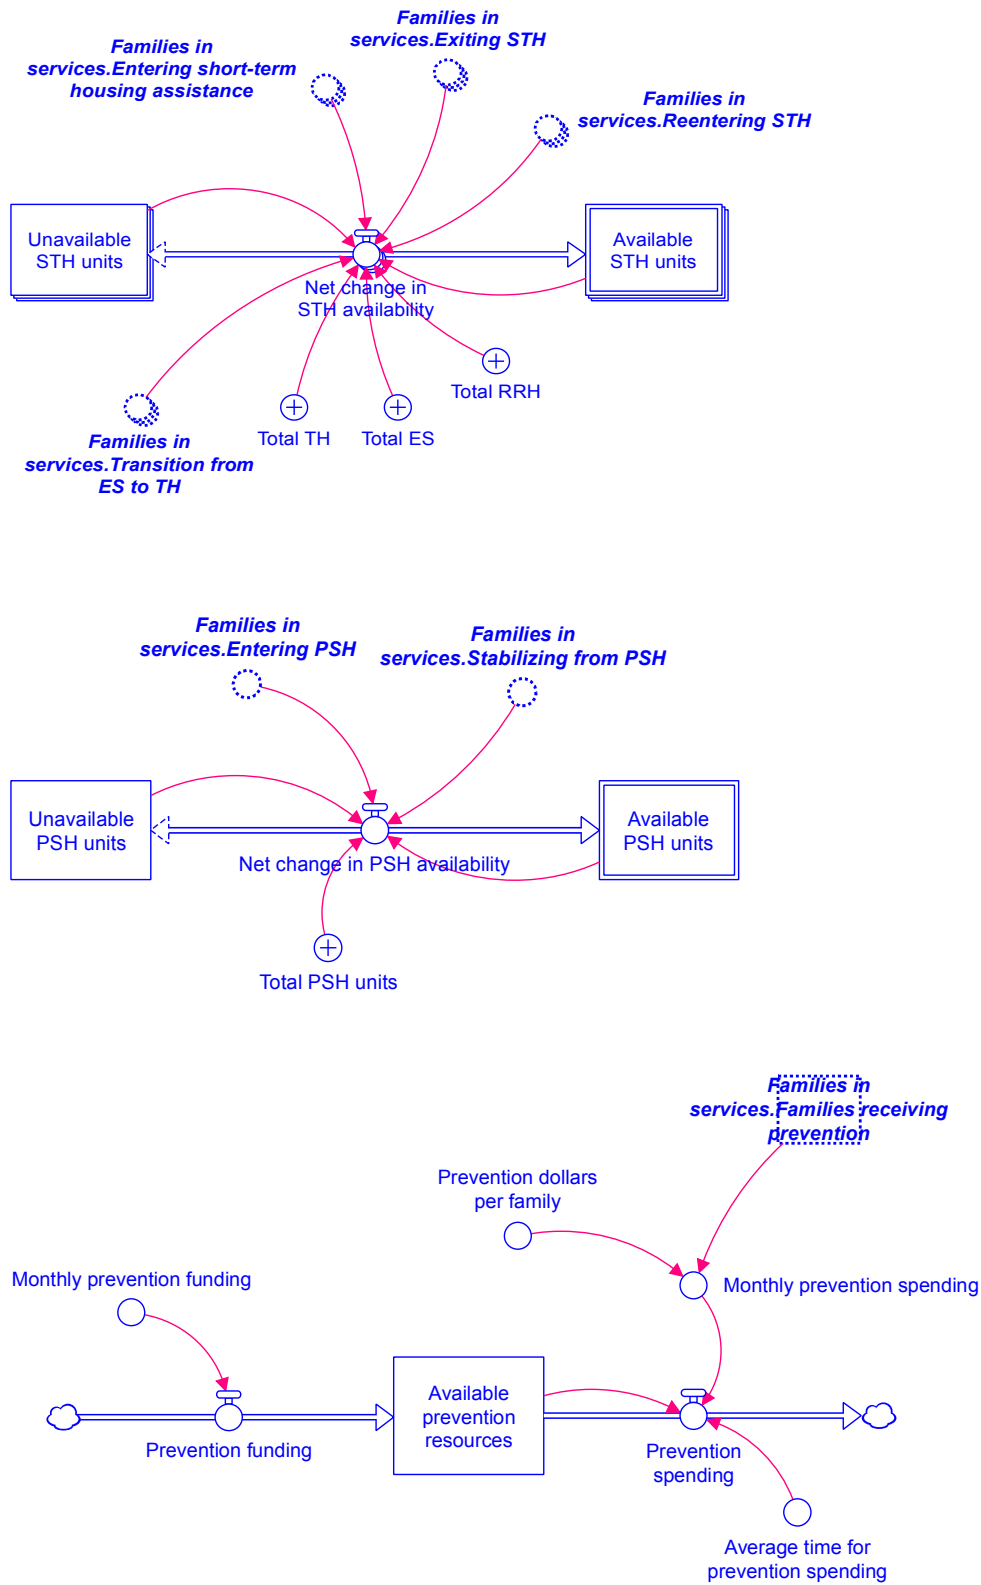 Families in
services.Exiting STH
Families in
services.Entering short-term
housing assistance
Families in
services.Reentering STH
Unavailable
STH units
Available
STH units
Net change in
STH availability
Total RRH
Total TH
Total ES
Families in
services.Transition from
ES to TH
Families in
services.Entering PSH
Families in
services.Stabilizing from PSH
Unavailable
PSH units
Available
PSH units
Net change in PSH availability
Total PSH units
Families in
services.Families receiving
prevention
Prevention dollars
per family
Monthly prevention funding
Monthly prevention spending
Available
prevention
resources
Prevention funding
Prevention
spending
Average time for
prevention spending